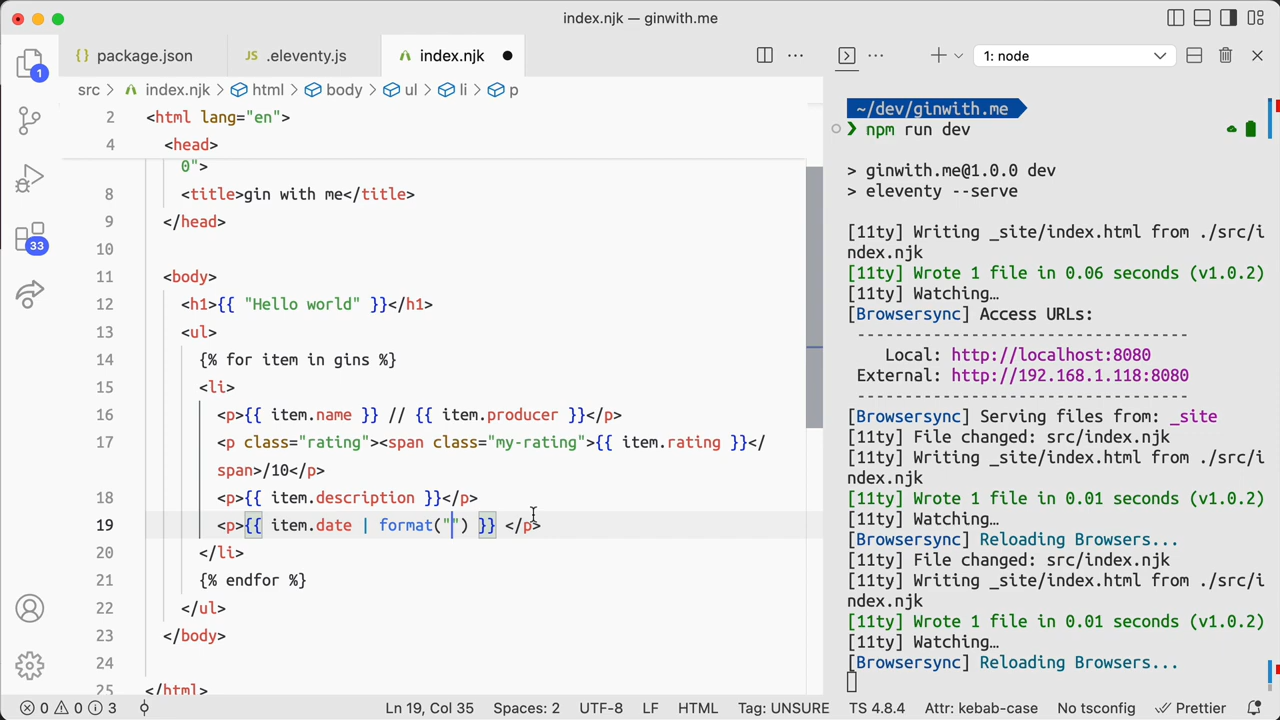 index.njk — ginwith.me
{} package.json
JS .eleventy.js
index.njk
1: node
1
33
src > index.njk > html > body > ul > li > p
2 <html lang="en">
4 <head>
0">
8 <title>gin with me</title>
9 </head>
10
11 <body>
12 <h1>{{ "Hello world" }}</h1>
13 <ul>
14 {% for item in gins %}
15 <li>
16 <p>{{ item.name }} // {{ item.producer }}</p>
17 <p class="rating"><span class="my-rating">{{ item.rating }}</
span>/10</p>
18 <p>{{ item.description }}</p>
19 <p>{{ item.date | format("") }} </p>
20 </li>
21 {% endfor %}
22 </ul>
23 </body>
24
25 </html>
~/dev/ginwith.me
❯ npm run dev
> ginwith.me@1.0.0 dev
> eleventy --serve
[11ty] Writing _site/index.html from ./src/i
ndex.njk
[11ty] Wrote 1 file in 0.06 seconds (v1.0.2)
[11ty] Watching…
[Browsersync] Access URLs:
--------------------------------------
Local: http://localhost:8080
External: http://192.168.1.118:8080
--------------------------------------
[Browsersync] Serving files from: _site
[11ty] File changed: src/index.njk
[11ty] Writing _site/index.html from ./src/i
ndex.njk
[11ty] Wrote 1 file in 0.01 seconds (v1.0.2)
[11ty] Watching…
[Browsersync] Reloading Browsers...
[11ty] File changed: src/index.njk
[11ty] Writing _site/index.html from ./src/i
ndex.njk
[11ty] Wrote 1 file in 0.01 seconds (v1.0.2)
[11ty] Watching…
[Browsersync] Reloading Browsers...
0 0 3 Ln 19, Col 35 Spaces: 2 UTF-8 LF HTML Tag: UNSURE TS 4.8.4 Attr: kebab-case No tsconfig Prettier